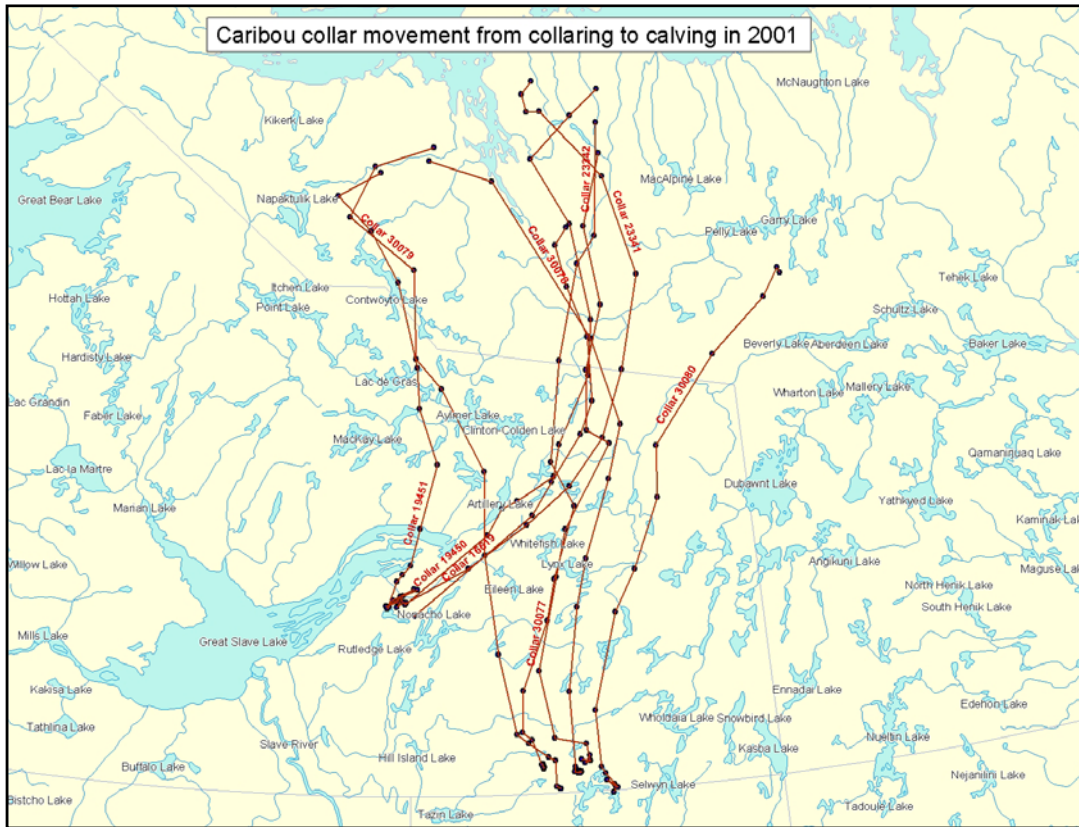 Caribou collar movement from collaring to calving in 2001
McNaughton Lake
Kikerk Lake
MacAlpine Lake
Great Bear Lake
Napaktulik Lake
Garry Lake
Pelly Lake
Collar 23342
Collar 23341
Collar 30079
Collar 30078
Tehek Lake
Itchen Lake
Hottah Lake
Contwoyto Lake
Point Lake
Schultz Lake
Beverly Lake
Aberdeen Lake
Baker Lake
Hardisty Lake
Lac de Gras
Collar 30080
Wharton Lake
Mallery Lake
Lac Grandin
Faber Lake
Aylmer Lake
MacKay Lake
Clinton-Colden Lake
Qamanirjuaq Lake
Lac la Martre
Dubawnt Lake
Yathkyed Lake
Marian Lake
Artillery Lake
Kaminak Lak
Collar 19451
Whitefish Lake
Collar 19450
Collar 16619
Lynx Lake
Angikuni Lake
Maguse Lak
Willow Lake
Eileen Lake
North Henik Lake
South Henik Lake
Nonacho Lake
Mills Lake
Great Slave Lake
Rutledge Lake
Collar 30077
Kakisa Lake
Ennadai Lake
Edehon Lake
Tathlina Lake
Wholdaia Lake
Snowbird Lake
Slave River
Kasba Lake
Nueltin Lake
Hill Island Lake
Buffalo Lake
Nejanilini Lake
Selwyn Lake
Bistcho Lake
Tazin Lake
Tadoule Lake